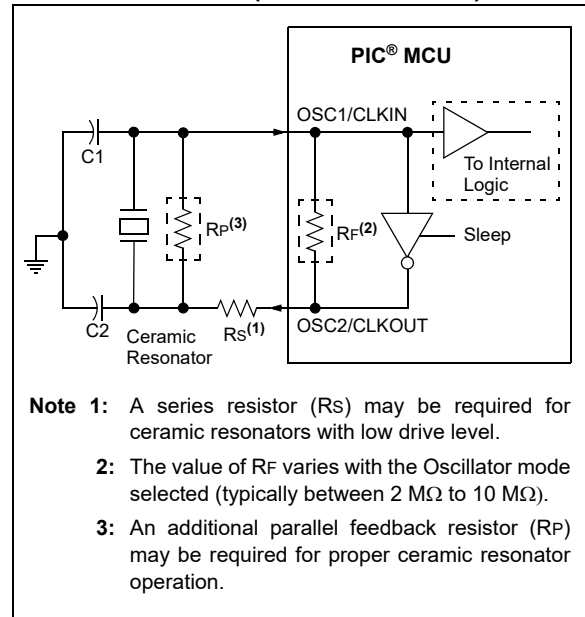 PIC® MCU
OSC1/CLKIN
C1
To Internal
Logic
RP(3)
RF(2)
Sleep
C2
Ceramic
Resonator
RS(1)
OSC2/CLKOUT
Note 1: A series resistor (RS) may be required for
ceramic resonators with low drive level.
2: The value of RF varies with the Oscillator mode
selected (typically between 2 MΩ to 10 MΩ).
3: An additional parallel feedback resistor (RP)
may be required for proper ceramic resonator
operation.